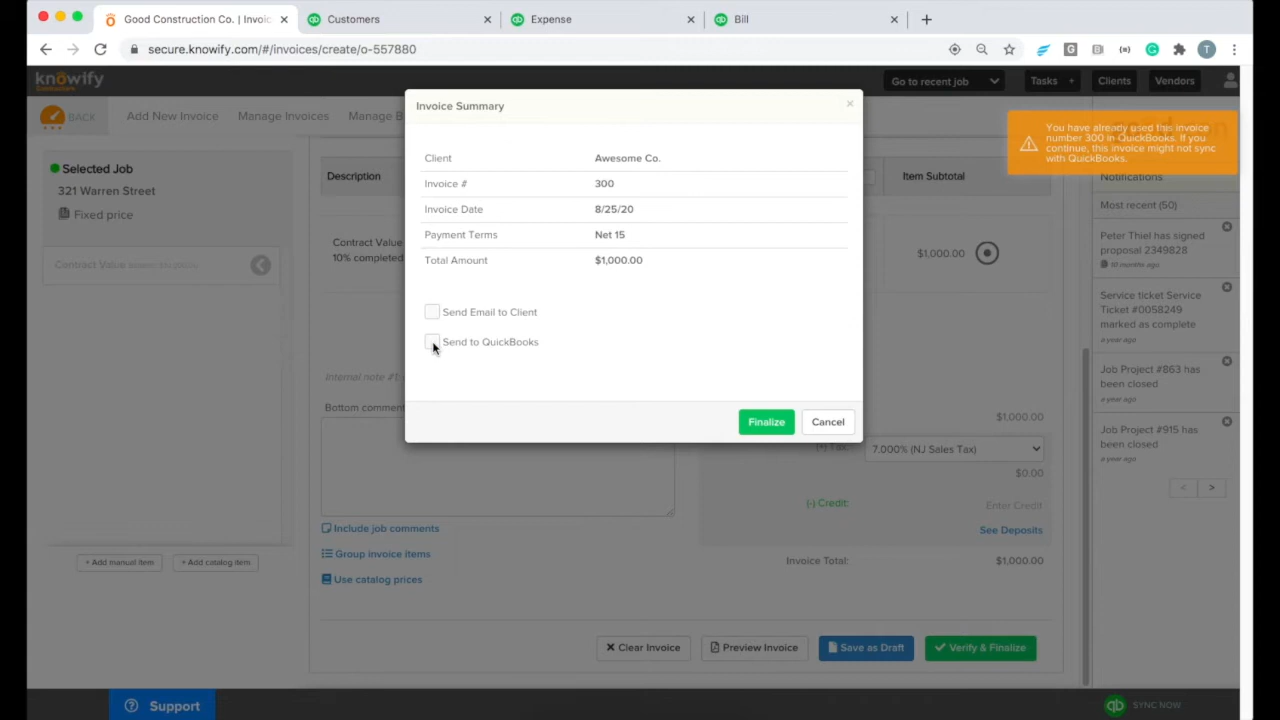 Good Construction Co. | Invoic
Customers
Expense
Bill
secure.knowify.com/#/invoices/create/o-557880
knowify
Go to recent job
Tasks +
Clients
Vendors
BACK
Add New Invoice
Manage Invoices
Manage B
Invoice Summary
You have already used this invoice
number 300 in QuickBooks. If you
continue, this invoice might not sync
with QuickBooks.
Selected Job
321 Warren Street
Fixed price
Contract Value
Description
Item Subtotal
Contract Value
10% completed
$1,000.00
Client Awesome Co.
Invoice # 300
Invoice Date 8/25/20
Payment Terms Net 15
Total Amount $1,000.00
Send Email to Client
Send to QuickBooks
Finalize
Cancel
Notifications
Most recent (50)
Peter Thiel has signed
proposal 2349828
10 months ago
Service ticket Service
Ticket #0058249
marked as complete
a year ago
Job Project #863 has
been closed
a year ago
Job Project #915 has
been closed
a year ago
< >
Internal note #1:
Bottom comment
$1,000.00
(+) Tax:
7.000% (NJ Sales Tax)
$0.00
(-) Credit:
Enter Credit
See Deposits
Include job comments
Group invoice items
Use catalog prices
Invoice Total:
$1,000.00
+ Add manual item
+ Add catalog item
Clear Invoice
Preview Invoice
Save as Draft
Verify & Finalize
Support
qb SYNC NOW